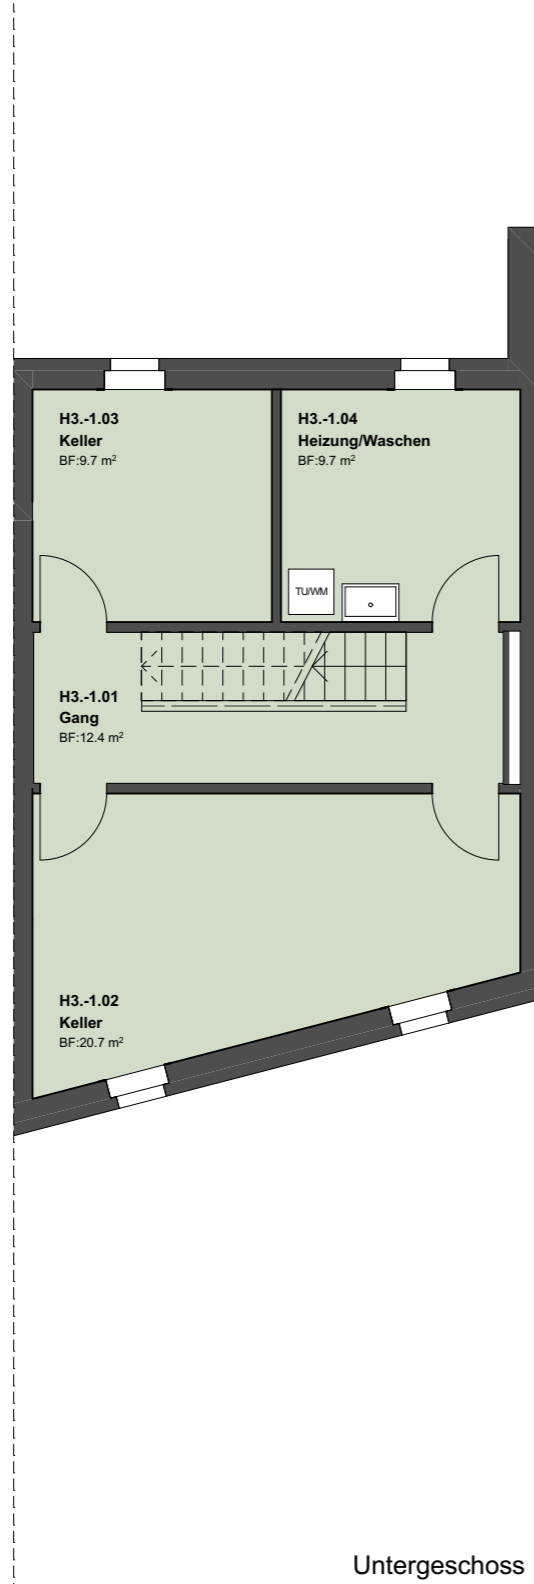 H3.-1.03
Keller
BF:9.7 m²
H3.-1.04
Heizung/Waschen
BF:9.7 m²
TU/WM
H3.-1.01
Gang
BF:12.4 m²
H3.-1.02
Keller
BF:20.7 m²
Untergeschoss